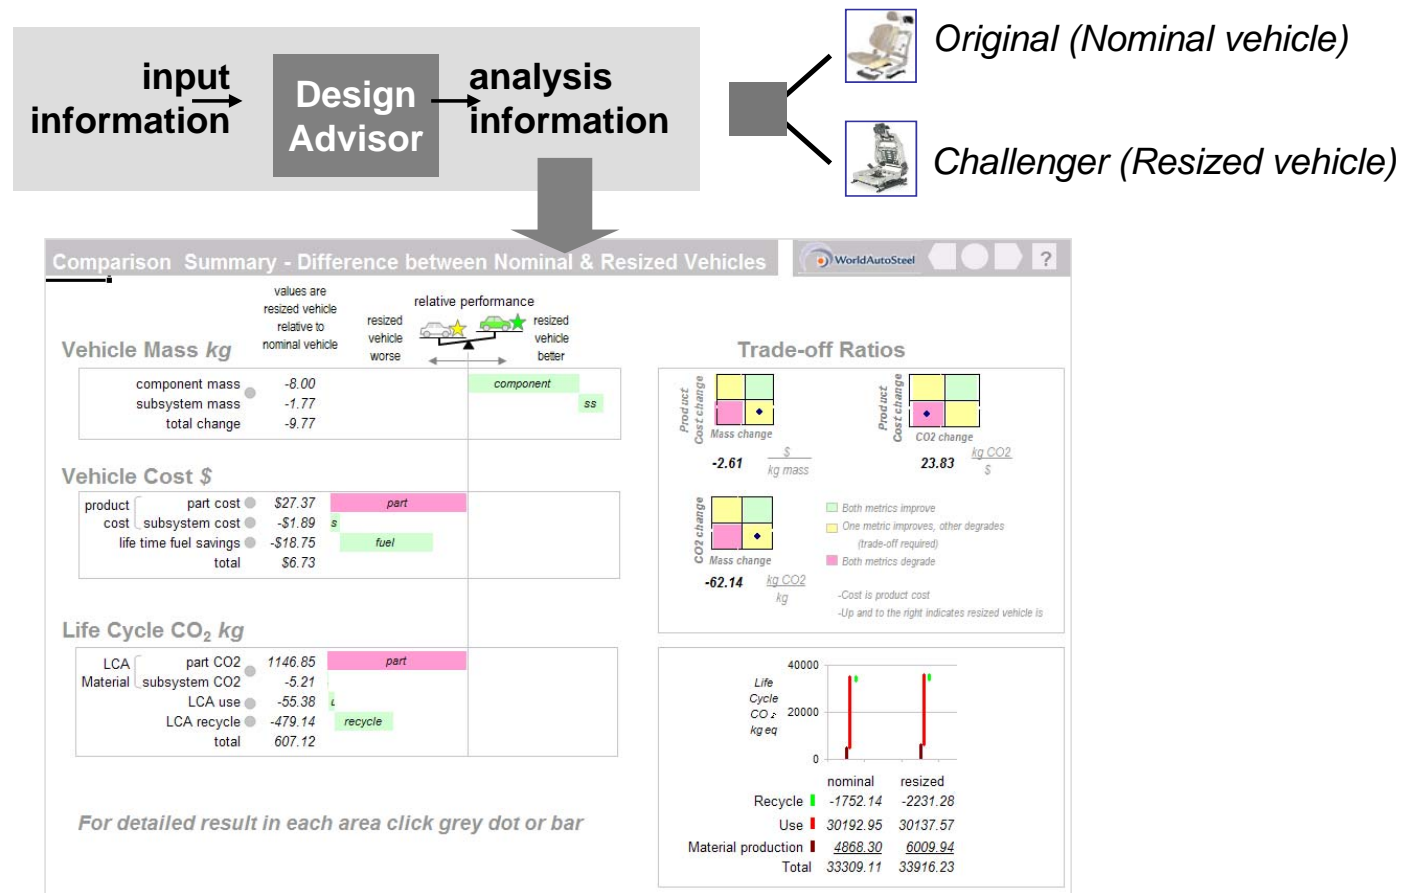 input
information
Design
Advisor
analysis
information
Original (Nominal vehicle)
Challenger (Resized vehicle)
Comparison Summary - Difference between Nominal & Resized Vehicles
WorldAutoSteel
?
values are
resized vehicle
relative to
nominal vehicle
resized
vehicle
worse
relative performance
resized
vehicle
better
Vehicle Mass kg
component mass -8.00 component
subsystem mass -1.77 ss
total change -9.77
Vehicle Cost $
product
cost
part cost $27.37 part
subsystem cost -$1.89 s
life time fuel savings -$18.75 fuel
total $6.73
Life Cycle CO2 kg
LCA
Material
part CO2 1146.85 part
subsystem CO2 -5.21
LCA use -55.38
LCA recycle -479.14 recycle
total 607.12
For detailed result in each area click grey dot or bar
Trade-off Ratios
Product
Cost change
Mass change
-2.61 $
kg mass
Product
Cost change
CO2 change
23.83 kg CO2
$
CO2 change
Mass change
-62.14 kg CO2
kg
Both metrics improve
One metric improves, other degrades
(trade-off required)
Both metrics degrade
-Cost is product cost
-Up and to the right indicates resized vehicle is
Life
Cycle
CO2
kg eq
40000
20000
0
nominal resized
Recycle -1752.14 -2231.28
Use 30192.95 30137.57
Material production 4868.30 6009.94
Total 33309.11 33916.23